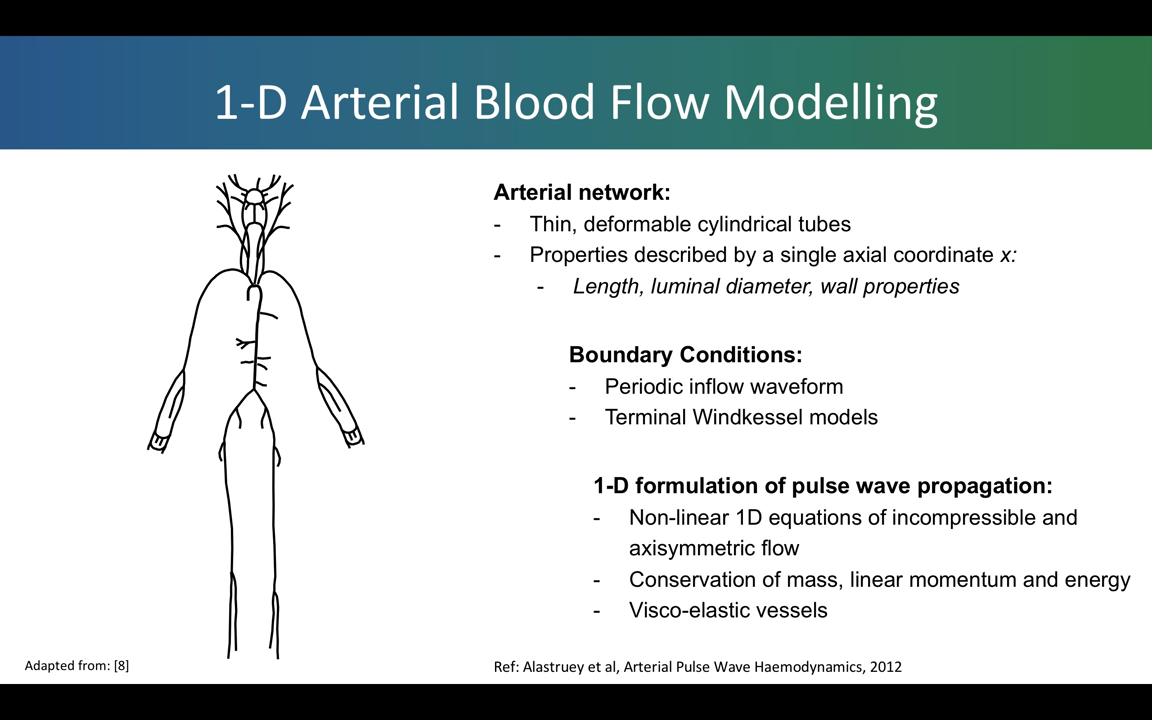 1-D Arterial Blood Flow Modelling
Arterial network:
- Thin, deformable cylindrical tubes
- Properties described by a single axial coordinate x:
- Length, luminal diameter, wall properties
Boundary Conditions:
- Periodic inflow waveform
- Terminal Windkessel models
1-D formulation of pulse wave propagation:
- Non-linear 1D equations of incompressible and
axisymmetric flow
- Conservation of mass, linear momentum and energy
- Visco-elastic vessels
Adapted from: [8]
Ref: Alastruey et al, Arterial Pulse Wave Haemodynamics, 2012